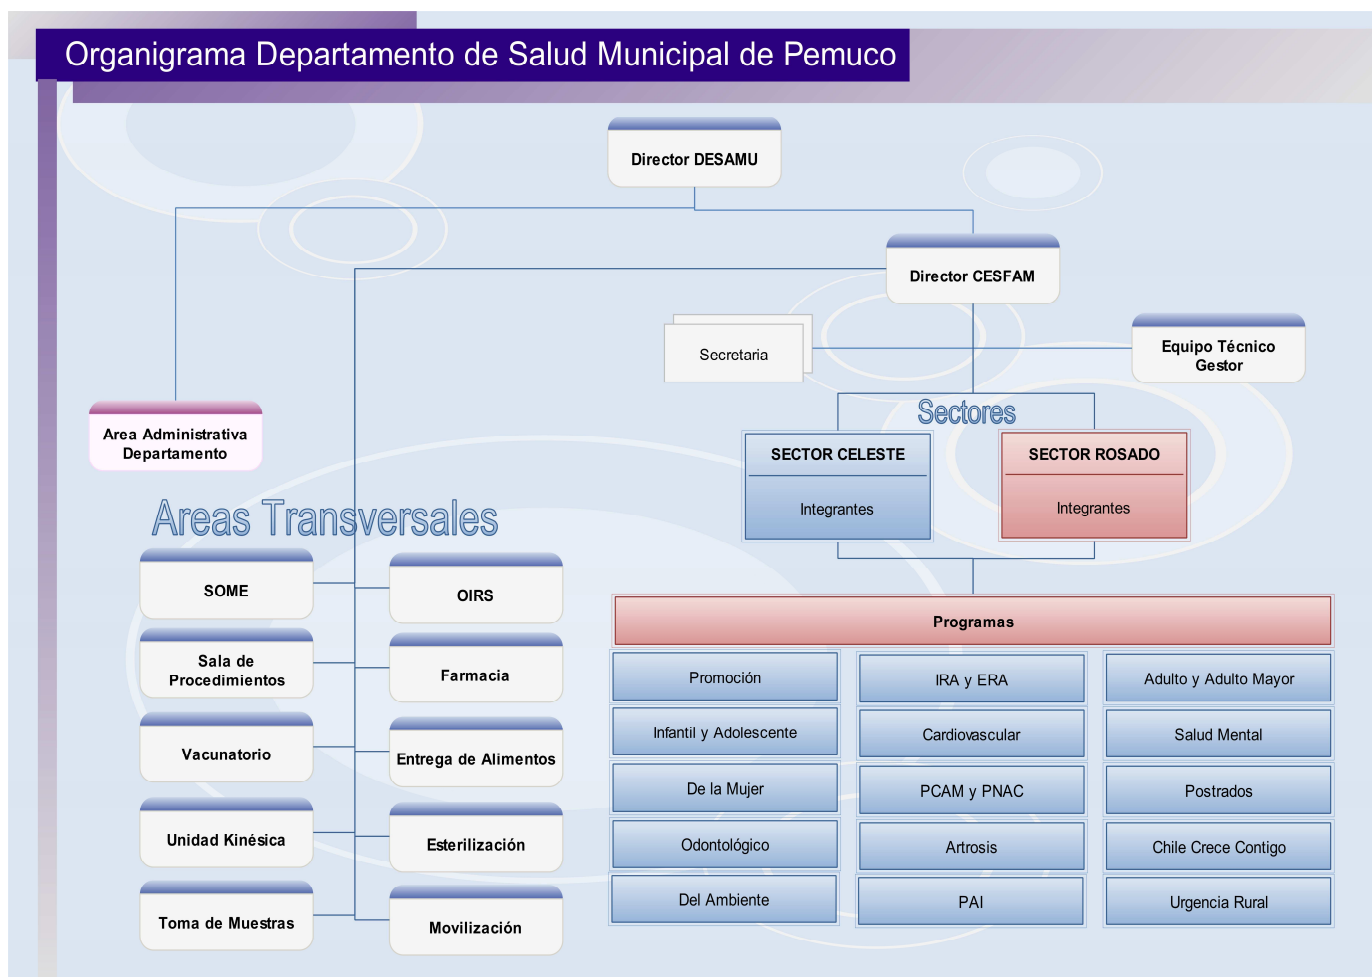 Organigrama Departamento de Salud Municipal de Pemuco
Director DESAMU
Director CESFAM
Secretaria
Equipo Técnico
Gestor
Area Administrativa
Departamento
Sectores
SECTOR CELESTE
Integrantes
SECTOR ROSADO
Integrantes
Areas Transversales
SOME
OIRS
Sala de
Procedimientos
Farmacia
Vacunatorio
Entrega de Alimentos
Unidad Kinésica
Esterilización
Toma de Muestras
Movilización
Programas
Promoción
IRA y ERA
Adulto y Adulto Mayor
Infantil y Adolescente
Cardiovascular
Salud Mental
De la Mujer
PCAM y PNAC
Postrados
Odontológico
Artrosis
Chile Crece Contigo
Del Ambiente
PAI
Urgencia Rural